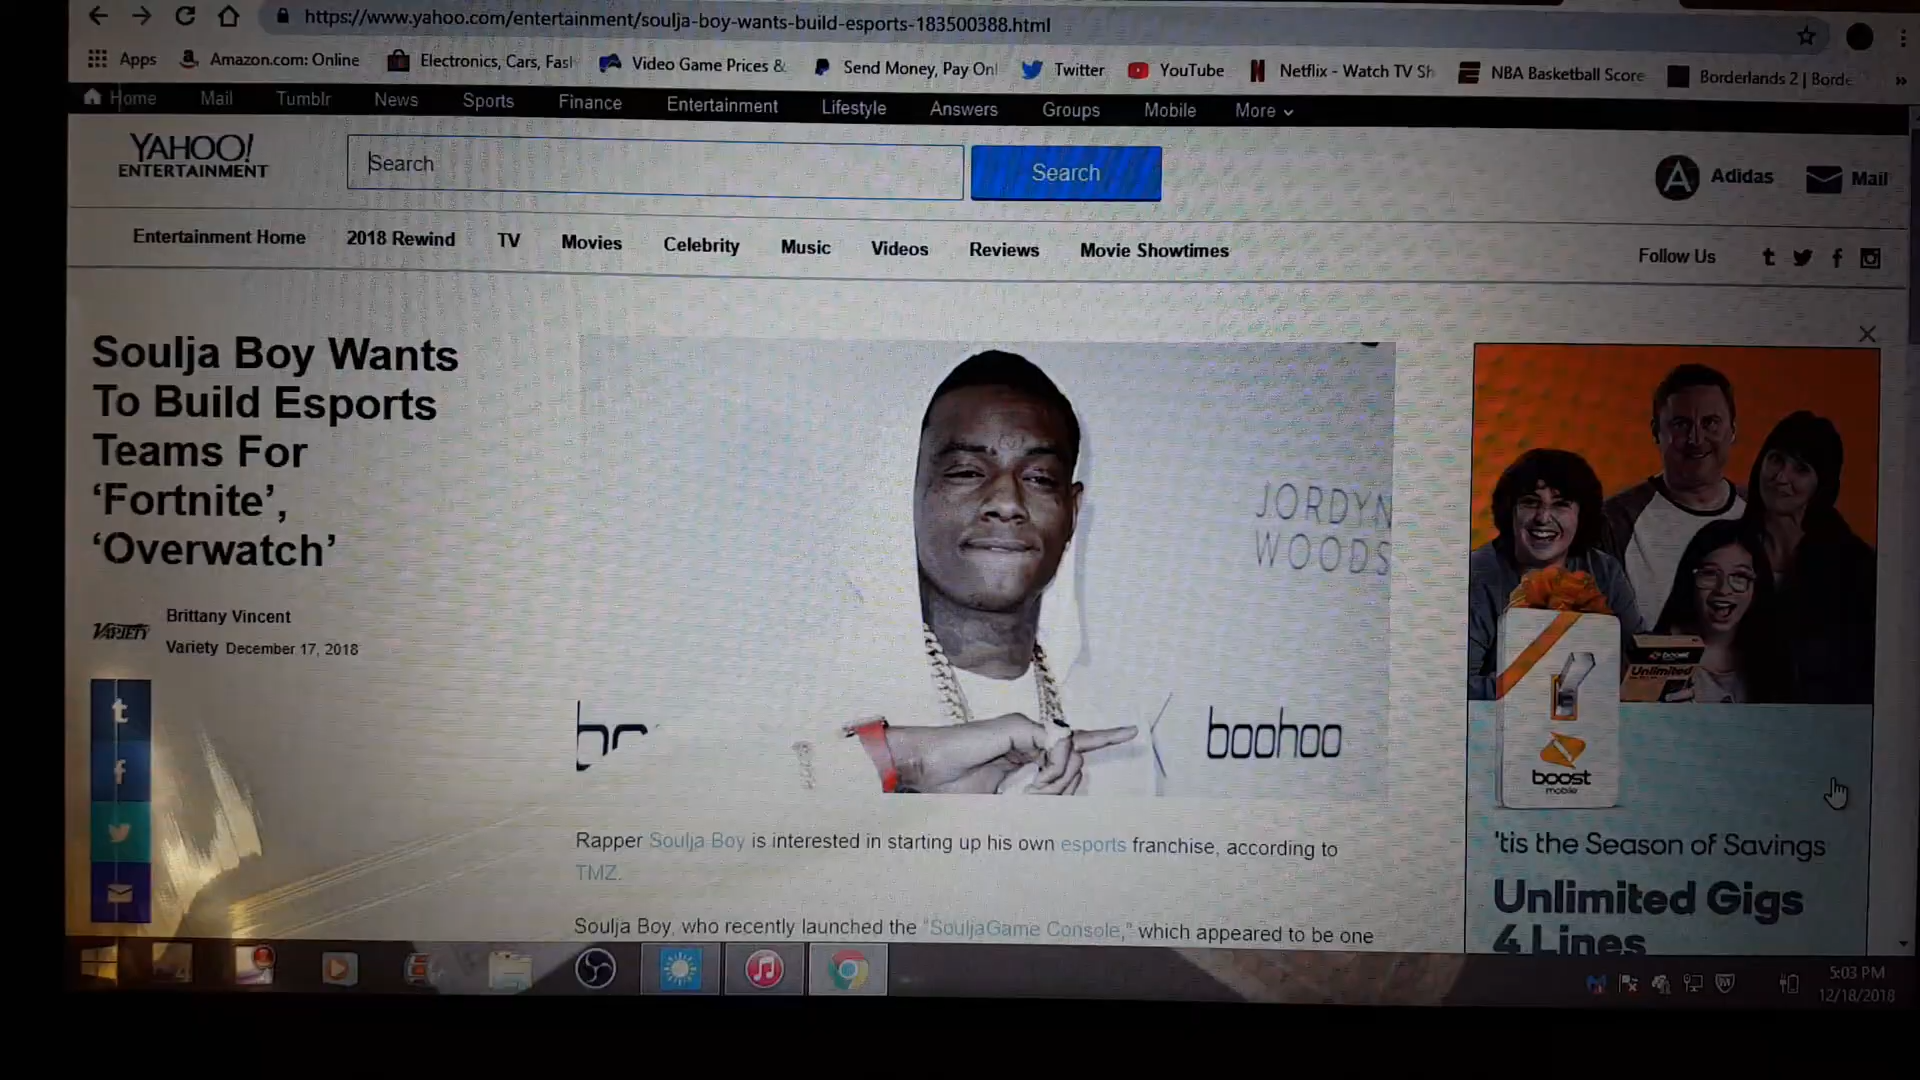 https://www.yahoo.com/entertainment/soulja-boy-wants-build-esports-183500388.html
Apps Amazon.com: Online Electronics, Cars, Fash Video Game Prices & Send Money, Pay Onl Twitter YouTube Netflix - Watch TV Sh NBA Basketball Score Borderlands 2 | Borde »
Home Mail Tumblr News Sports Finance Entertainment Lifestyle Answers Groups Mobile More
YAHOO!
ENTERTAINMENT
Search
Search
A Adidas Mail
Entertainment Home 2018 Rewind TV Movies Celebrity Music Videos Reviews Movie Showtimes Follow Us
Soulja Boy Wants
To Build Esports
Teams For
‘Fortnite’,
‘Overwatch’
VARIETY
Brittany Vincent
Variety December 17, 2018
JORDYN
WOODS
boohoo
Rapper Soulja Boy is interested in starting up his own esports franchise, according to
TMZ.
Soulja Boy, who recently launched the "SouljaGame Console," which appeared to be one
boost
Unlimited
boost
mobile
'tis the Season of Savings
Unlimited Gigs
4 Lines
5:03 PM
12/18/2018